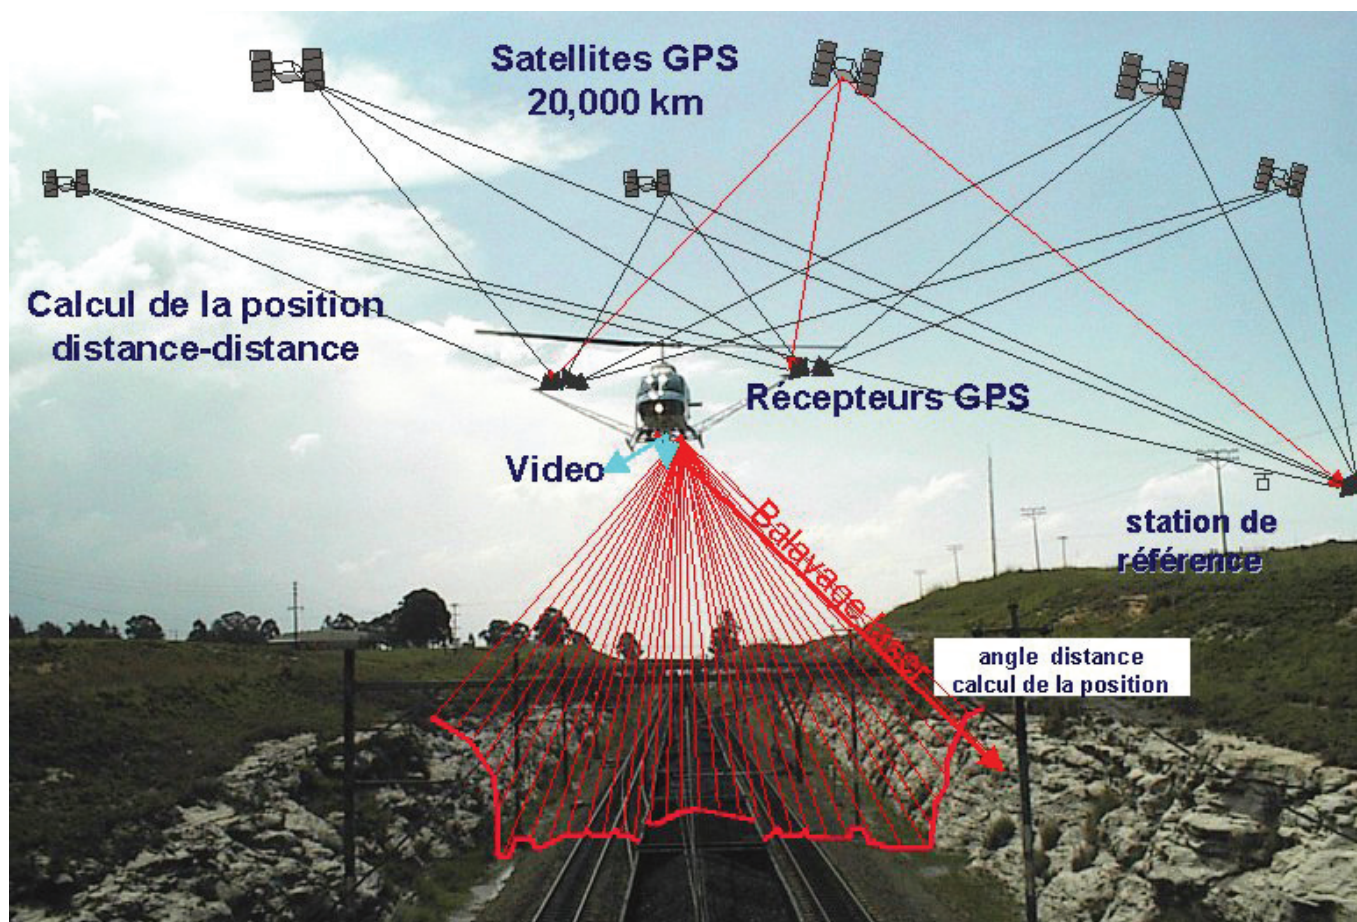 Satellites GPS
20,000 km
Calcul de la position
distance-distance
Récepteurs GPS
Video
Balayage laser
station de
référence
angle distance
calcul de la position